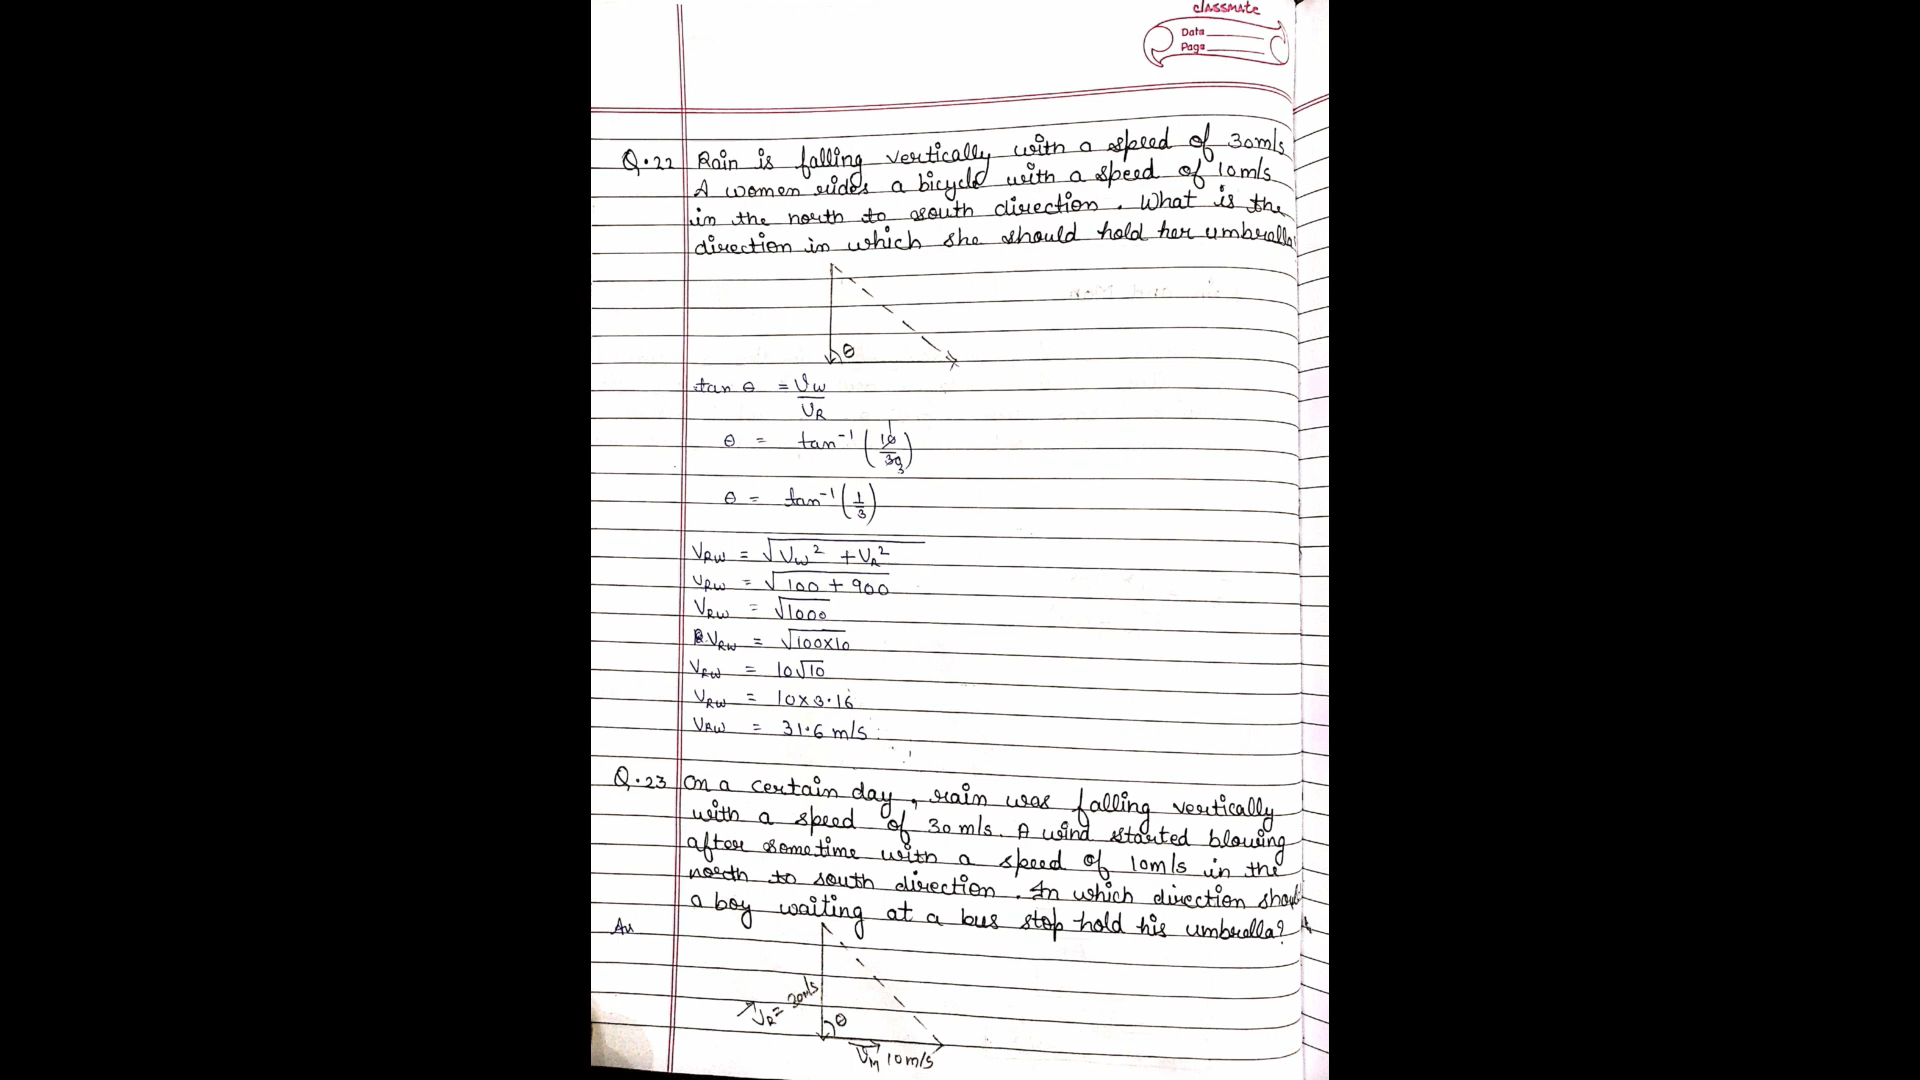 classmate
Date
Page
Q.22 Rain is falling vertically with a speed of 30m/s
A women rides a bicycle with a speed of 10m/s
in the north to south direction. What is the
direction in which she should hold her umbrella
θ
tan θ = Vw/VR
θ = tan⁻¹ (10/30) 1 3
θ = tan⁻¹ (1/3)
VRW = √Vw² + VR²
VRW = √100 + 900
VRW = √1000
VRW = √100x10
VRW = 10√10
VRW = 10x3.16
VRW = 31.6 m/s
Q.23 On a certain day, rain was falling vertically
with a speed of 30 m/s. A wind started blowing
after sometime with a speed of 10m/s in the
north to south direction. In which direction should
a boy waiting at a bus stop hold his umbrella?
An
VR = 30m/s
θ
VM 10m/s